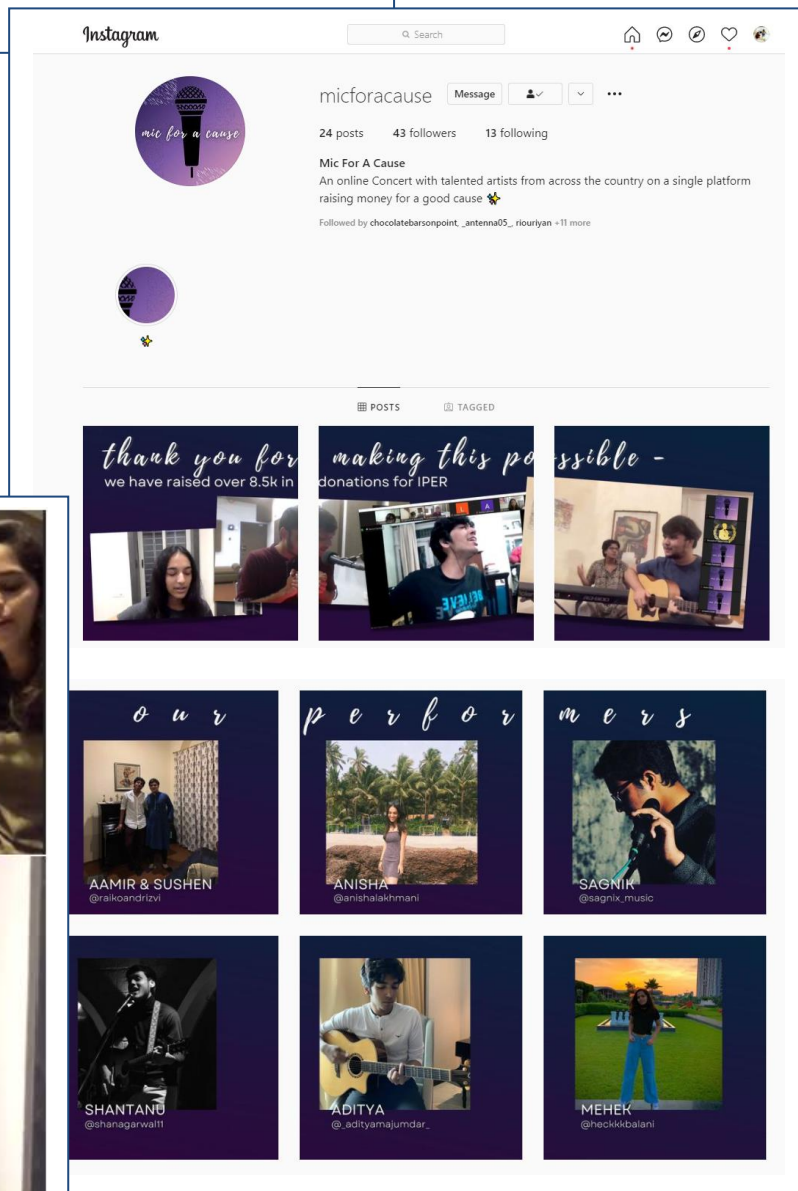 Instagram
Search
mic for a cause
micforacause
Message
24 posts 43 followers 13 following
Mic For A Cause
An online Concert with talented artists from across the country on a single platform
raising money for a good cause ✨
Followed by chocolatebarsonpoint, _antenna05_, riouriyan +11 more
✨
POSTS TAGGED
thank you for making this possible -
we have raised over 8.5k in donations for IPER
L A
our performers
AAMIR & SUSHEN
@raikoandrizvi
ANISHA
@anishalakhmani
SAGNIK
@sagnix_music
SHANTANU
@shanagarwal11
ADITYA
@_adityamajumdar_
MEHEK
@heckkkbalani